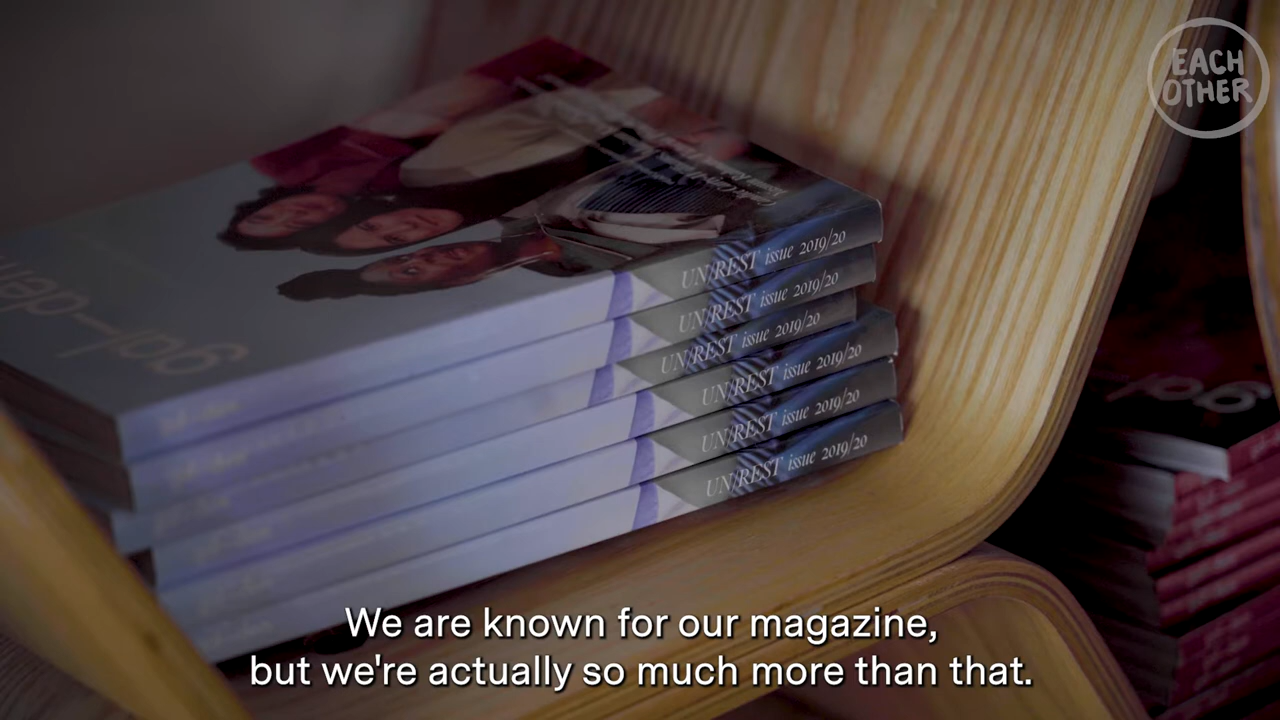 EACH
OTHER
gal-dem
UN/REST issue 2019/20
UN/REST issue 2019/20
UN/REST issue 2019/20
UN/REST issue 2019/20
UN/REST issue 2019/20
UN/REST issue 2019/20
gal
We are known for our magazine,
but we're actually so much more than that.